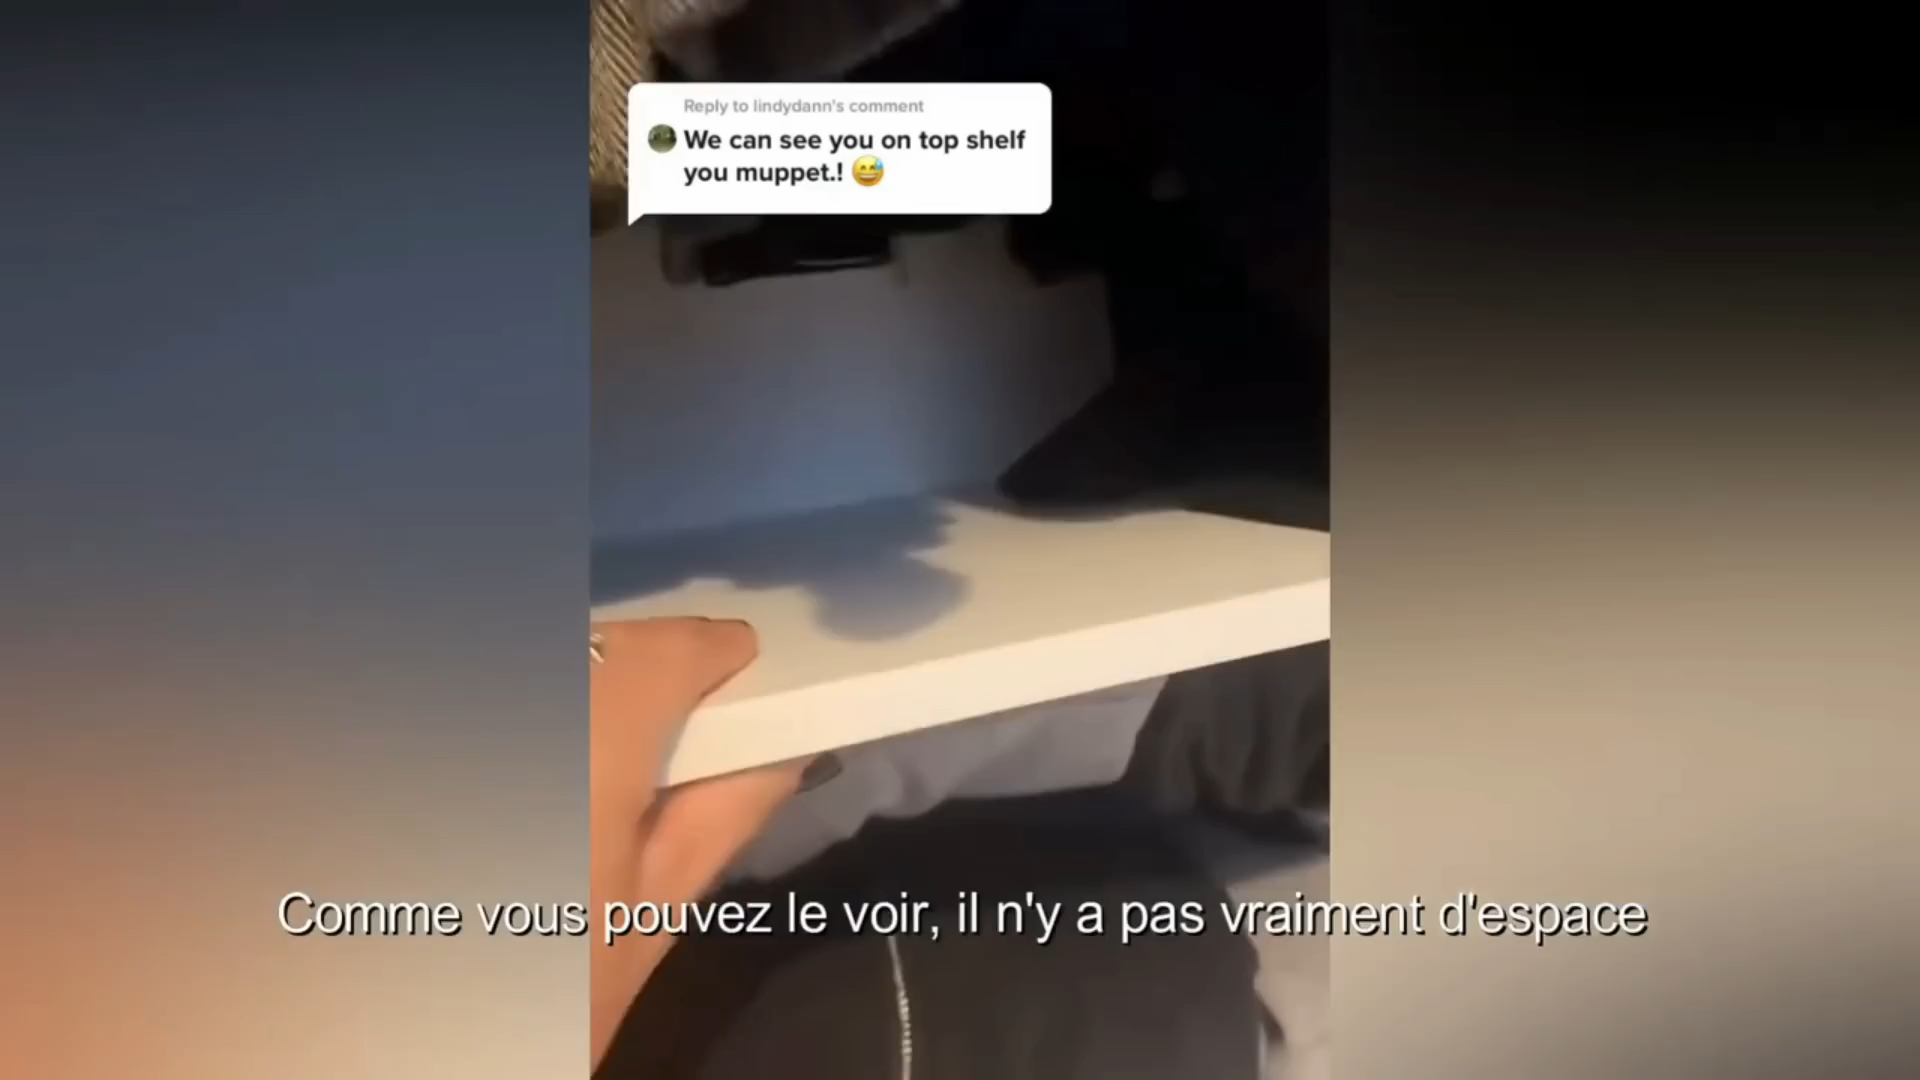 Reply to lindydann's comment
We can see you on top shelf
you muppet.! 😅
Comme vous pouvez le voir, il n'y a pas vraiment d'espace